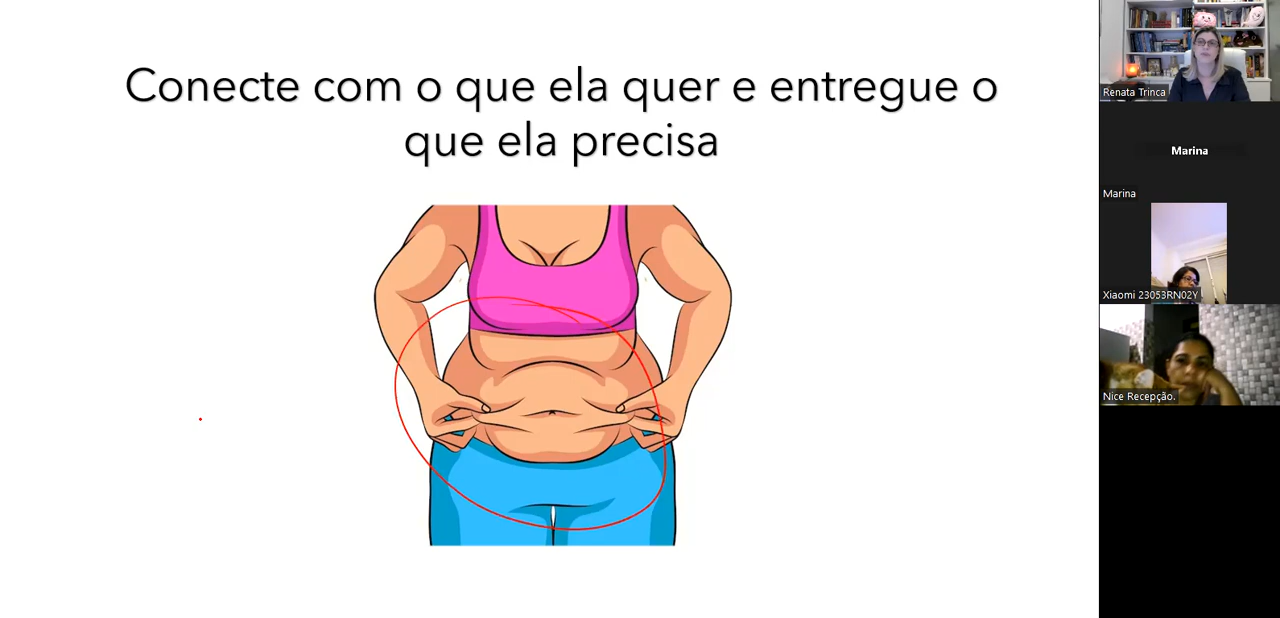 Conecte com o que ela quer e entregue o
que ela precisa
Renata Trinca
Marina
Marina
Xiaomi 23053RN02Y
Nice Recepção.